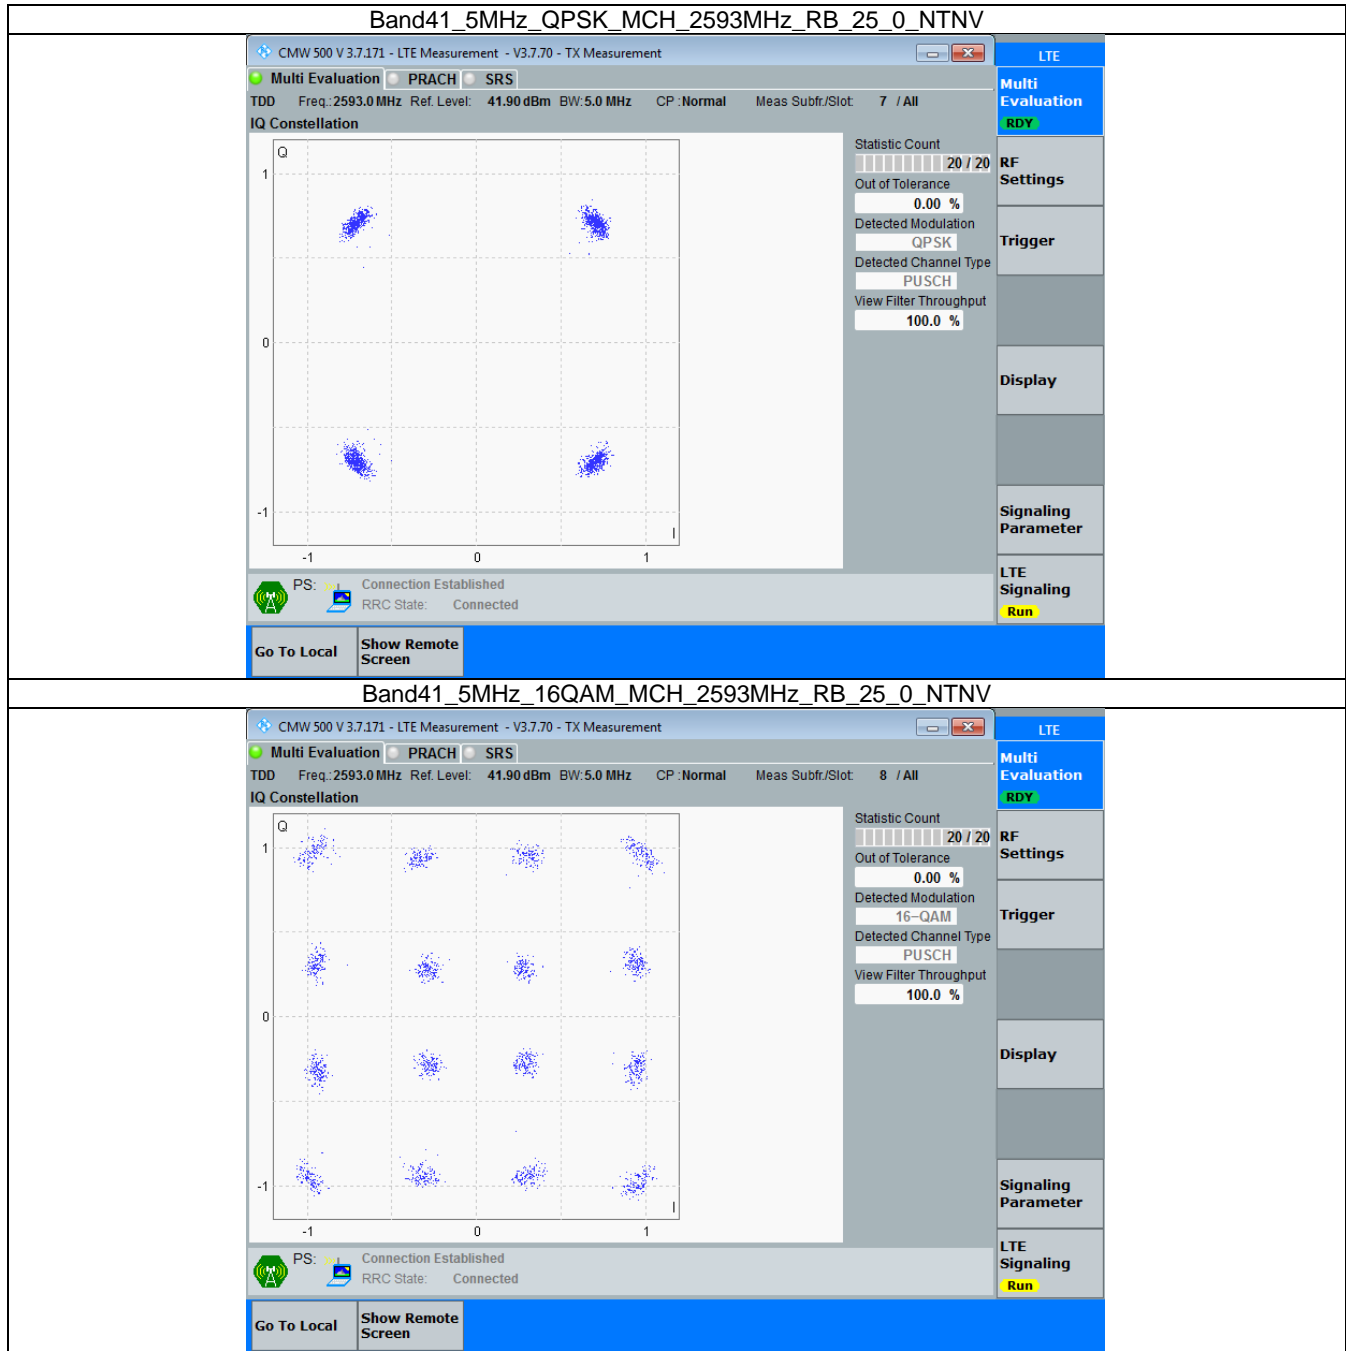 Band41_5MHz_QPSK_MCH_2593MHz_RB_25_0_NTNV
CMW 500 V 3.7.171 - LTE Measurement - V3.7.70 - TX Measurement
LTE
Multi Evaluation PRACH SRS
Multi
Evaluation
RDY
TDD Freq.:2593.0 MHz Ref. Level: 41.90 dBm BW:5.0 MHz CP :Normal Meas Subfr./Slot: 7 / All
IQ Constellation
Q
1
0
-1
-1 0 1
I
Statistic Count
20 / 20
Out of Tolerance
0.00 %
Detected Modulation
QPSK
Detected Channel Type
PUSCH
View Filter Throughput
100.0 %
RF
Settings
Trigger
Display
Signaling
Parameter
LTE
Signaling
Run
PS: Connection Established
RRC State: Connected
Go To Local
Show Remote
Screen
Band41_5MHz_16QAM_MCH_2593MHz_RB_25_0_NTNV
CMW 500 V 3.7.171 - LTE Measurement - V3.7.70 - TX Measurement
LTE
Multi Evaluation PRACH SRS
Multi
Evaluation
RDY
TDD Freq.:2593.0 MHz Ref. Level: 41.90 dBm BW:5.0 MHz CP :Normal Meas Subfr./Slot: 8 / All
IQ Constellation
Q
1
0
-1
-1 0 1
I
Statistic Count
20 / 20
Out of Tolerance
0.00 %
Detected Modulation
16-QAM
Detected Channel Type
PUSCH
View Filter Throughput
100.0 %
RF
Settings
Trigger
Display
Signaling
Parameter
LTE
Signaling
Run
PS: Connection Established
RRC State: Connected
Go To Local
Show Remote
Screen